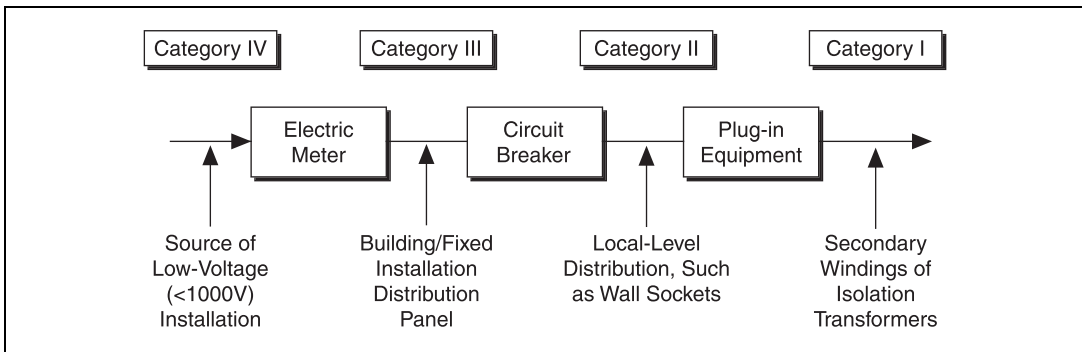 Category IV
Category III
Category II
Category I
Electric
Meter
Circuit
Breaker
Plug-in
Equipment
Source of
Low-Voltage
(<1000V)
Installation
Building/Fixed
Installation
Distribution
Panel
Local-Level
Distribution, Such
as Wall Sockets
Secondary
Windings of
Isolation
Transformers